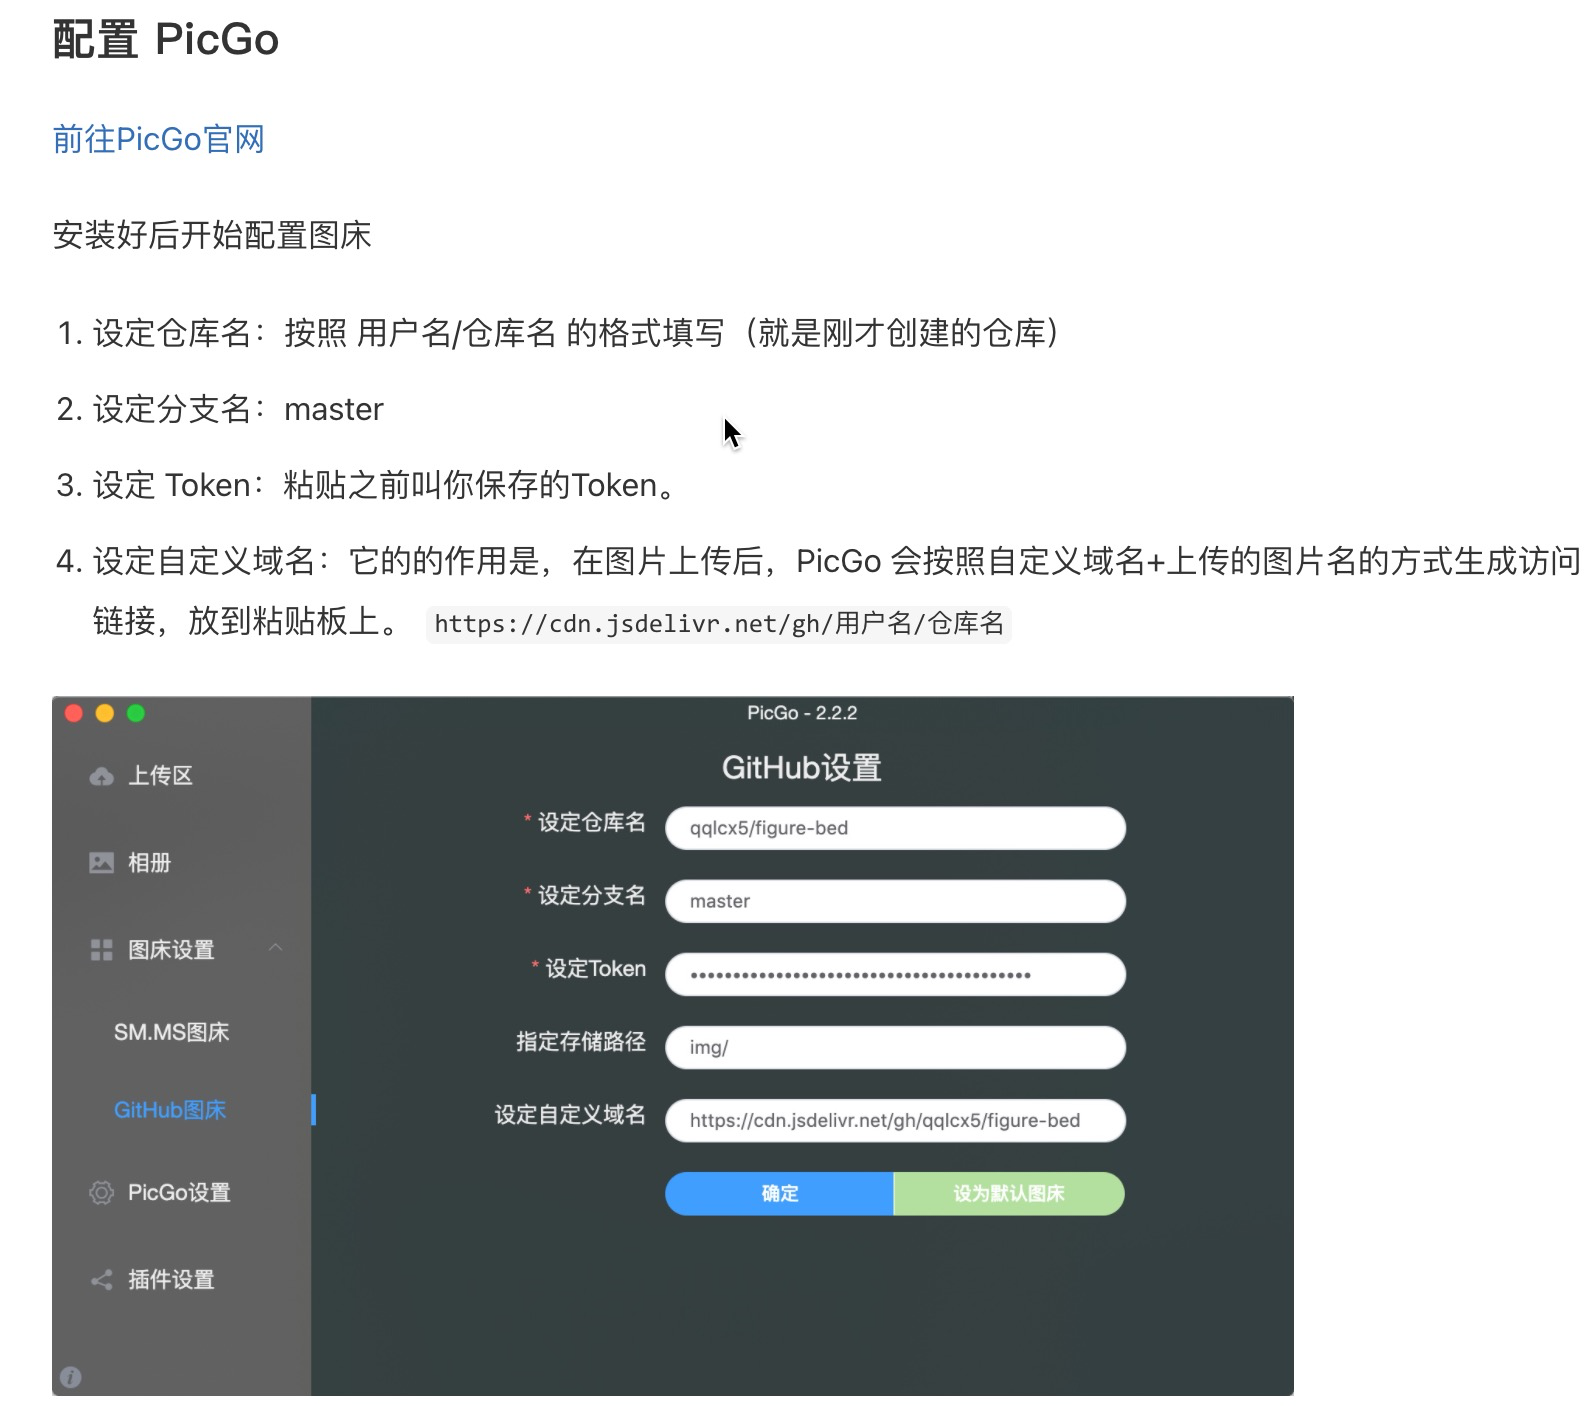 配置 PicGo
前往PicGo官网
安装好后开始配置图床
1. 设定仓库名：按照 用户名/仓库名 的格式填写（就是刚才创建的仓库）
2. 设定分支名：master
3. 设定 Token：粘贴之前叫你保存的Token。
4. 设定自定义域名：它的的作用是，在图片上传后，PicGo 会按照自定义域名+上传的图片名的方式生成访问
链接，放到粘贴板上。 https://cdn.jsdelivr.net/gh/用户名/仓库名
PicGo - 2.2.2
上传区
相册
图床设置
SM.MS图床
GitHub图床
PicGo设置
插件设置
GitHub设置
* 设定仓库名 qqlcx5/figure-bed
* 设定分支名 master
* 设定Token ••••••••••••••••••••••••••••••••••••••••
指定存储路径 img/
设定自定义域名 https://cdn.jsdelivr.net/gh/qqlcx5/figure-bed
确定 设为默认图床